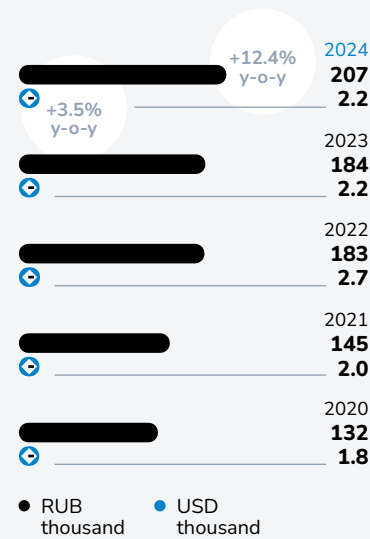 +12.4%
y-o-y
2024
207
2.2
+3.5%
y-o-y
2023
184
2.2
2022
183
2.7
2021
145
2.0
2020
132
1.8
RUB
thousand
USD
thousand